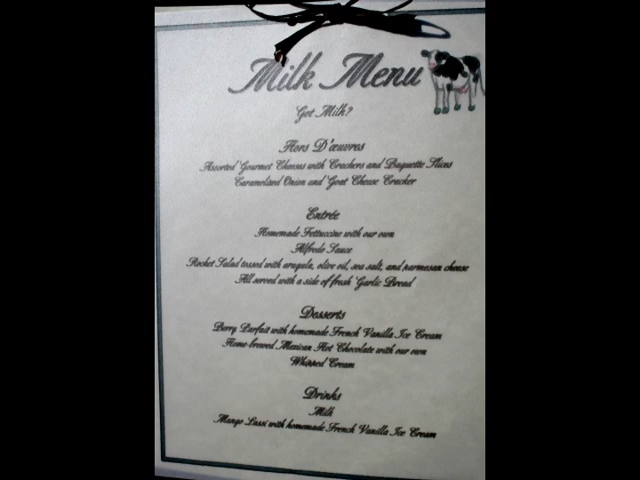 Milk Menu
Got Milk?
Hors D'œuvres
Assorted Gourmet Cheeses with Crackers and Baguette Slices
Caramelized Onion and Goat Cheese Cracker
Entrée
Homemade Fettuccine with our own
Alfredo Sauce
Rocket Salad tossed with arugula, olive oil, sea salt, and parmesan cheese
All served with a side of fresh Garlic Bread
Desserts
Berry Parfait with homemade French Vanilla Ice Cream
Home-brewed Mexican Hot Chocolate with our own
Whipped Cream
Drinks
Milk
Mango Lassi with homemade French Vanilla Ice Cream